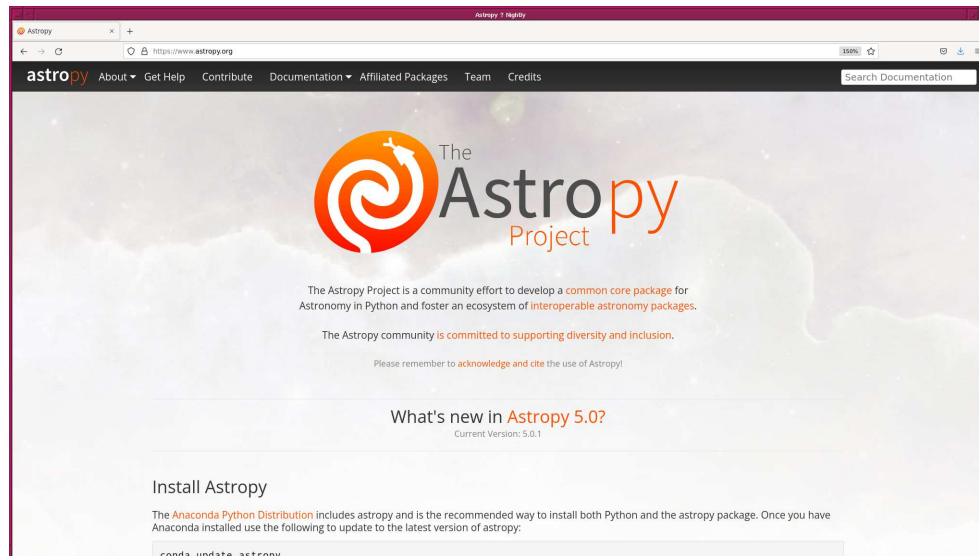 Astropy ? Nightly
Astropy × +
https://www.astropy.org 150%
astropy About Get Help Contribute Documentation Affiliated Packages Team Credits Search Documentation
The
Astropy
Project
The Astropy Project is a community effort to develop a common core package for
Astronomy in Python and foster an ecosystem of interoperable astronomy packages.
The Astropy community is committed to supporting diversity and inclusion.
Please remember to acknowledge and cite the use of Astropy!
What's new in Astropy 5.0?
Current Version: 5.0.1
Install Astropy
The Anaconda Python Distribution includes astropy and is the recommended way to install both Python and the astropy package. Once you have
Anaconda installed use the following to update to the latest version of astropy:
conda update astropy